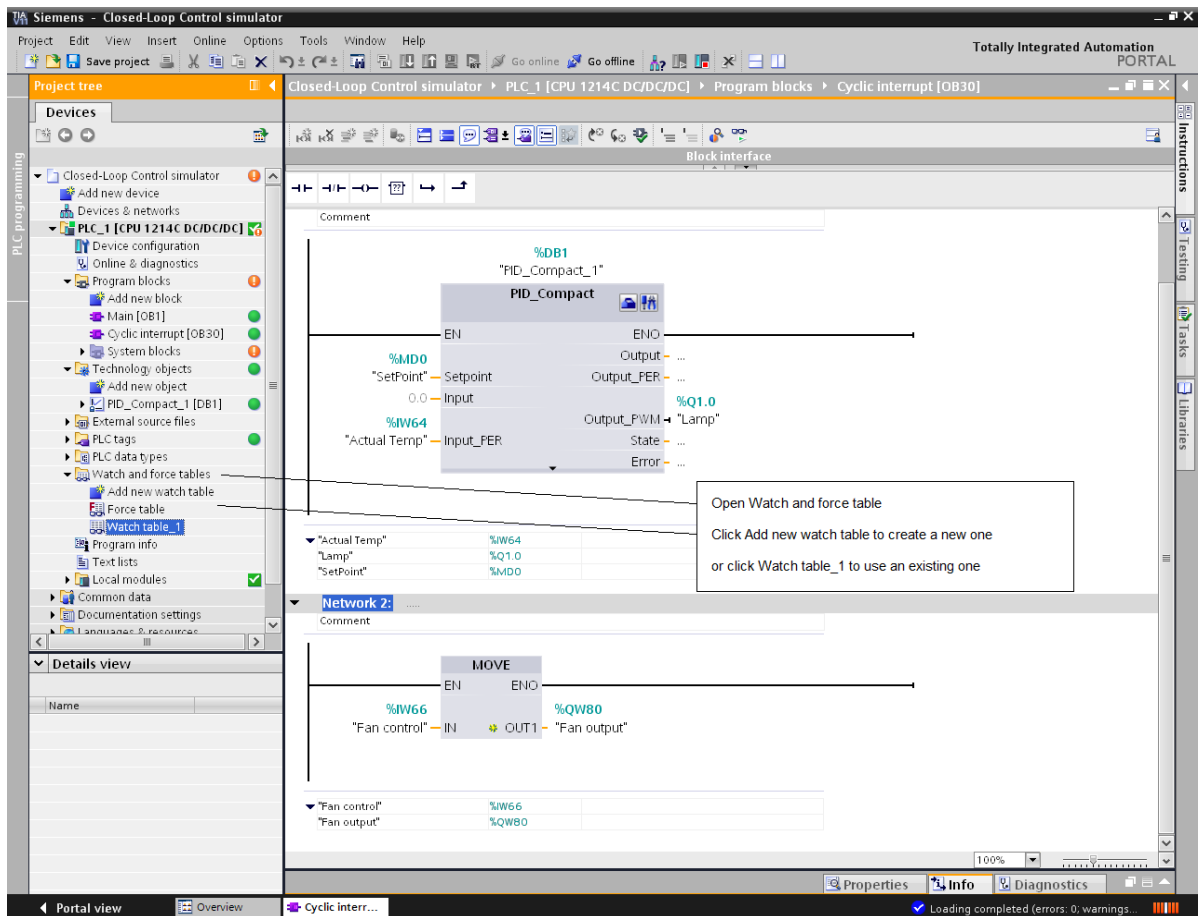 Siemens - Closed-Loop Control simulator
Project Edit View Insert Online Options Tools Window Help
Totally Integrated Automation
PORTAL
Save project Go online Go offline
Project tree
Closed-Loop Control simulator PLC_1 [CPU 1214C DC/DC/DC] Program blocks Cyclic interrupt [OB30]
Devices
PLC programming
Block interface
Closed-Loop Control simulator
Add new device
Devices & networks
PLC_1 [CPU 1214C DC/DC/DC]
Device configuration
Online & diagnostics
Program blocks
Add new block
Main [OB1]
Cyclic interrupt [OB30]
System blocks
Technology objects
Add new object
PID_Compact_1 [DB1]
External source files
PLC tags
PLC data types
Watch and force tables
Add new watch table
Force table
Watch table_1
Program info
Text lists
Local modules
Common data
Documentation settings
Languages & resources
Details view
Name
Comment
%DB1
"PID_Compact_1"
PID_Compact
EN ENO
Output ...
%MD0
"SetPoint" Setpoint Output_PER ...
0.0 Input
%Q1.0
Output_PWM "Lamp"
%IW64
"Actual Temp" Input_PER State ...
Error ...
Open Watch and force table
Click Add new watch table to create a new one
or click Watch table_1 to use an existing one
"Actual Temp" %IW64
"Lamp" %Q1.0
"SetPoint" %MD0
Network 2: .....
Comment
MOVE
EN ENO
%IW66 %QW80
"Fan control" IN OUT1 "Fan output"
"Fan control" %IW66
"Fan output" %QW80
100%
Properties Info Diagnostics
Instructions
Testing
Tasks
Libraries
Portal view Overview Cyclic interr... Loading completed (errors: 0; warnings...